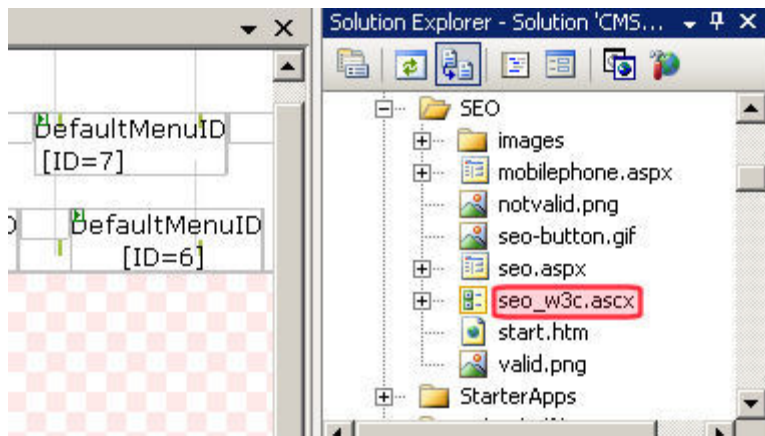 Solution Explorer - Solution 'CMS...
DefaultMenuID
[ID=7]
DefaultMenuID
[ID=6]
SEO
images
mobilephone.aspx
notvalid.png
seo-button.gif
seo.aspx
seo_w3c.ascx
start.htm
valid.png
StarterApps